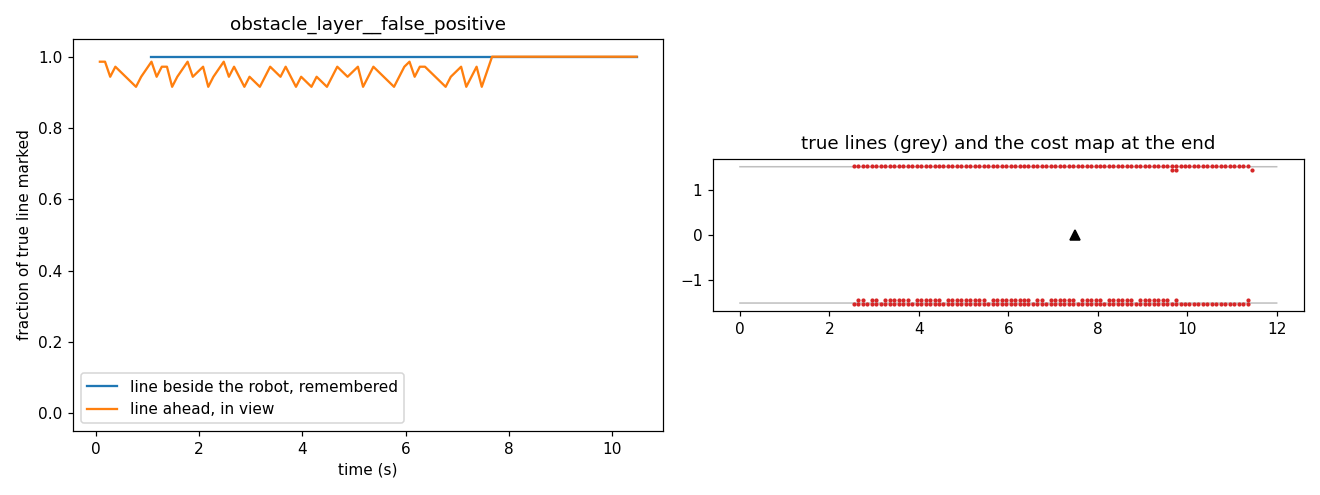 obstacle_layer__false_positive
fraction of true line marked
1.0
0.8
0.6
0.4
0.2
0.0
line beside the robot, remembered
line ahead, in view
0 2 4 6 8 10
time (s)
true lines (grey) and the cost map at the end
1
0
−1
0 2 4 6 8 10 12